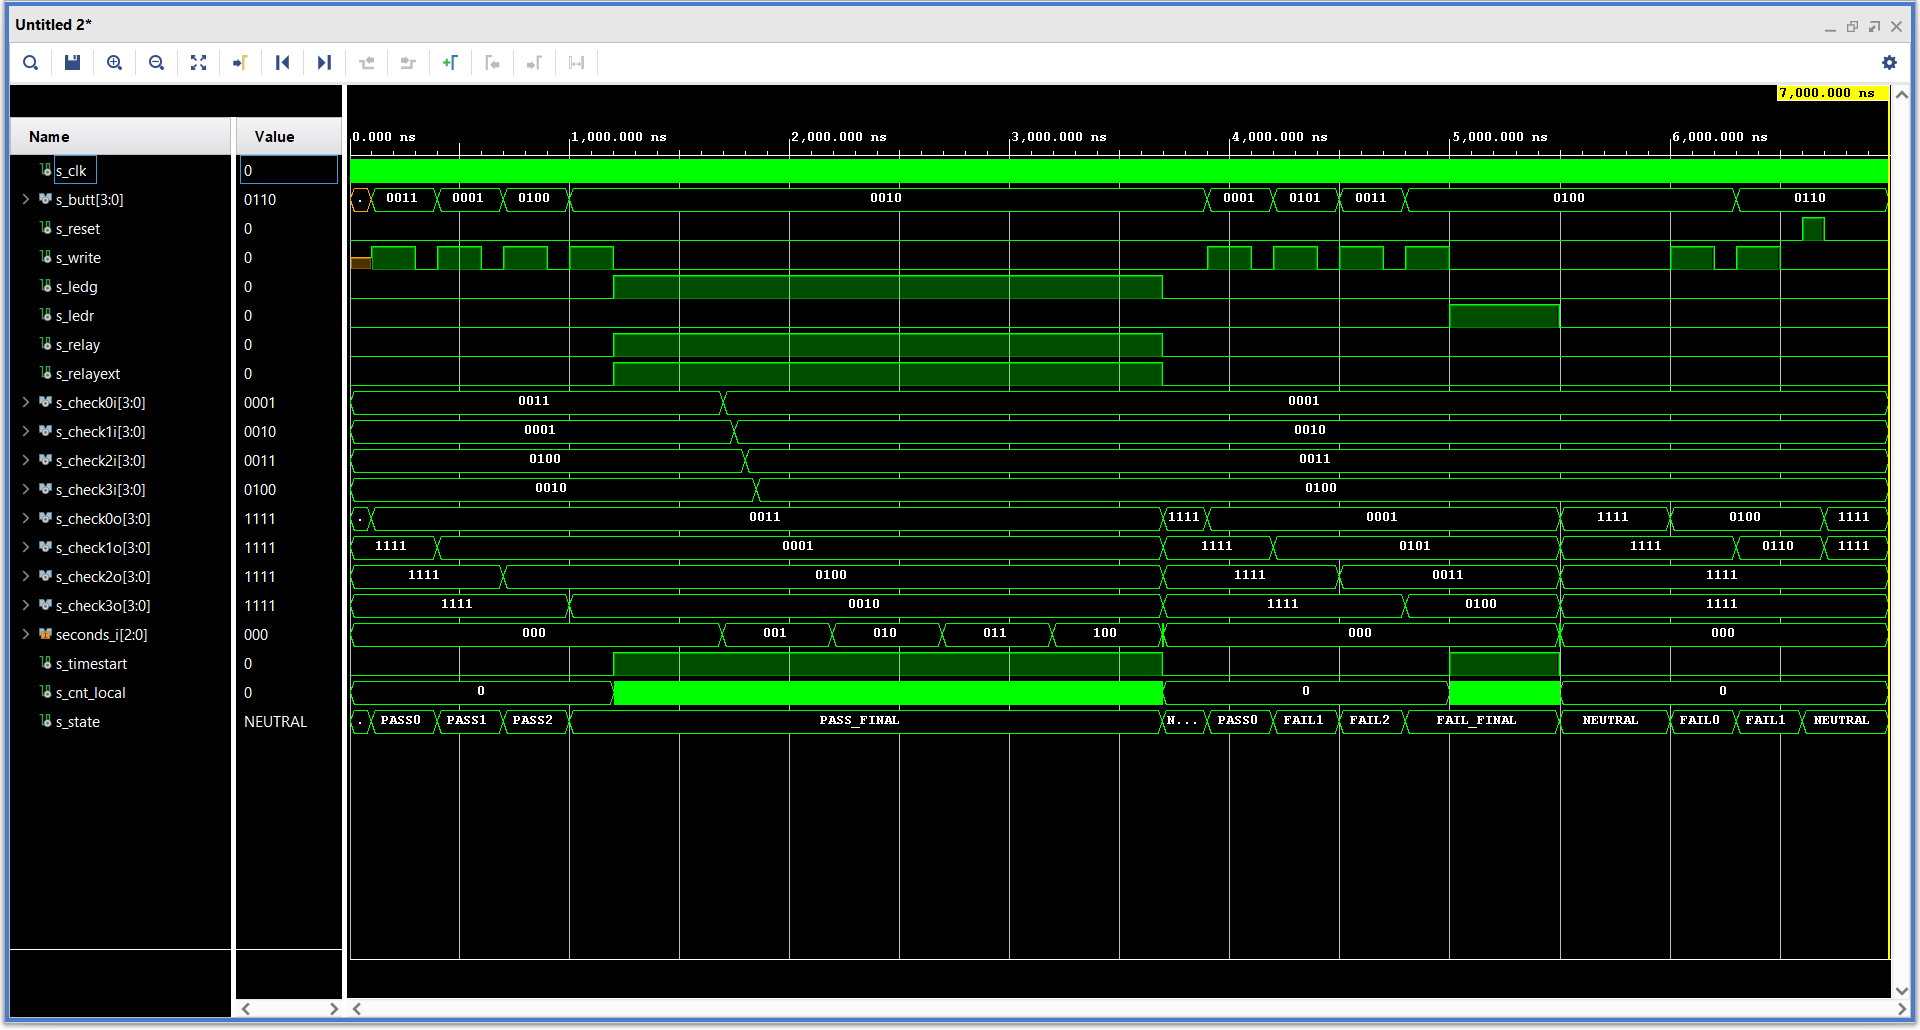 Untitled 2*
7,000.000 ns
Name Value 0.000 ns 1,000.000 ns 2,000.000 ns 3,000.000 ns 4,000.000 ns 5,000.000 ns 6,000.000 ns
s_clk 0
s_butt[3:0] 0110 . 0011 0001 0100 0010 0001 0101 0011 0100 0110
s_reset 0
s_write 0
s_ledg 0
s_ledr 0
s_relay 0
s_relayext 0
s_check0i[3:0] 0001 0011 0001
s_check1i[3:0] 0010 0001 0010
s_check2i[3:0] 0011 0100 0011
s_check3i[3:0] 0100 0010 0100
s_check0o[3:0] 1111 . 0011 1111 0001 1111 0100 1111
s_check1o[3:0] 1111 1111 0001 1111 0101 1111 0110 1111
s_check2o[3:0] 1111 1111 0100 1111 0011 1111
s_check3o[3:0] 1111 1111 0010 1111 0100 1111
seconds_i[2:0] 000 000 001 010 011 100 000 000
s_timestart 0
s_cnt_local 0 0 0 0
s_state NEUTRAL . PASS0 PASS1 PASS2 PASS_FINAL N... PASS0 FAIL1 FAIL2 FAIL_FINAL NEUTRAL FAIL0 FAIL1 NEUTRAL